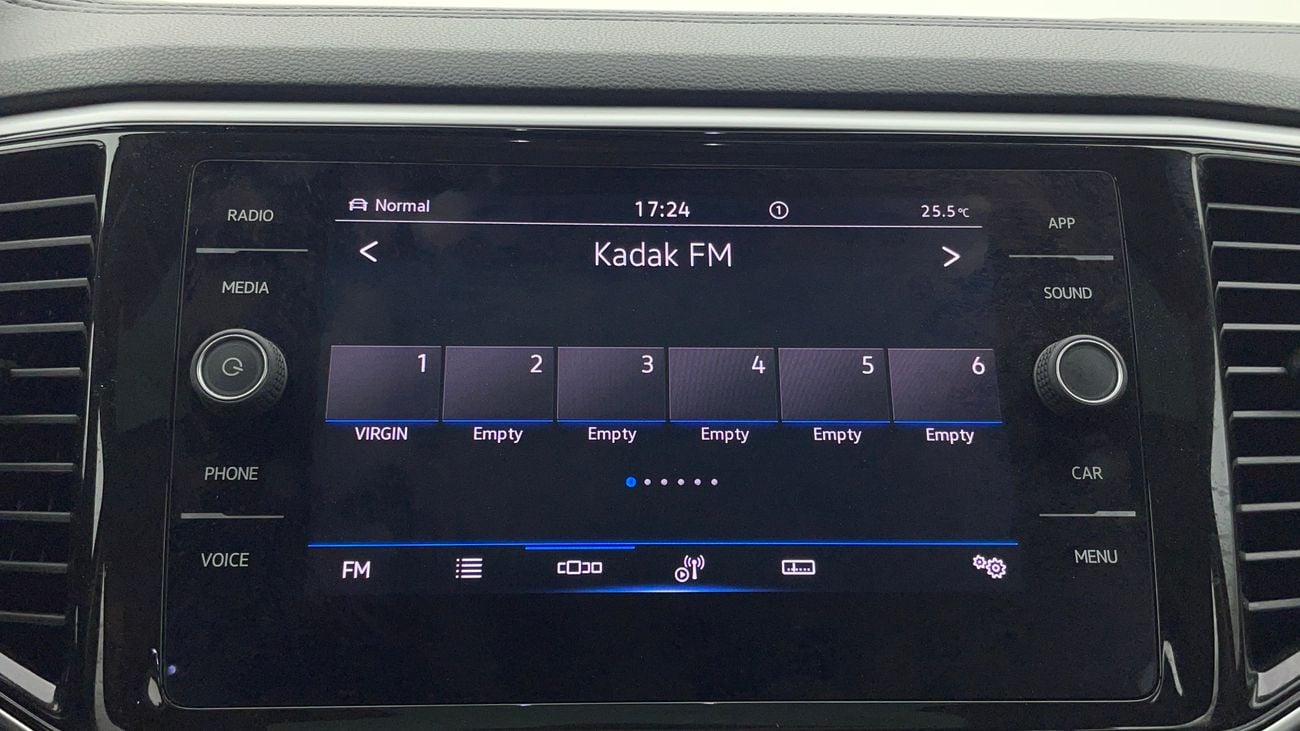 RADIO
MEDIA
PHONE
VOICE
Normal 17:24 1 25.5°C
< Kadak FM >
1 2 3 4 5 6
VIRGIN Empty Empty Empty Empty Empty
FM
APP
SOUND
CAR
MENU